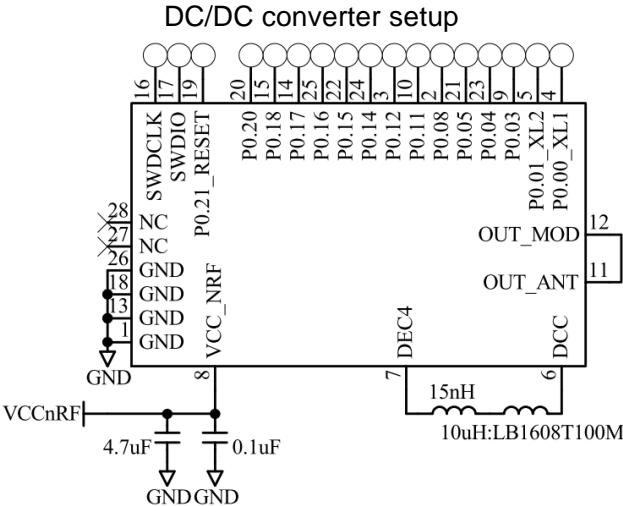 DC/DC converter setup
16 17 19 20 15 14 25 22 24 3 10 2 21 23 9 5 4
SWDCLK
SWDIO
P0.21_RESET
P0.20
P0.18
P0.17
P0.16
P0.15
P0.14
P0.12
P0.11
P0.08
P0.05
P0.04
P0.03
P0.01_XL2
P0.00_XL1
28 NC
27 NC
26 GND
18 GND
13 GND
1 GND
GND
OUT_MOD 12
OUT_ANT 11
VCC_NRF
8
DEC4
7
DCC
6
15nH
10uH:LB1608T100M
VCCnRF
4.7uF
0.1uF
GND GND